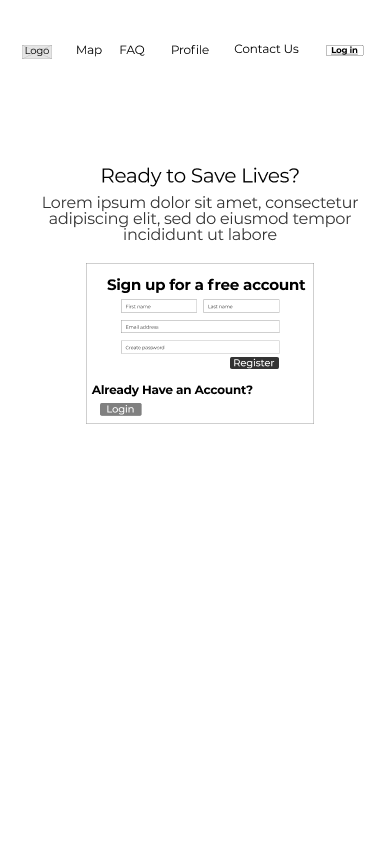 Logo Map FAQ Profile Contact Us Log in
Ready to Save Lives?
Lorem ipsum dolor sit amet, consectetur
adipiscing elit, sed do eiusmod tempor
incididunt ut labore
Sign up for a free account
First name Last name
Email address
Create password
Register
Already Have an Account?
Login